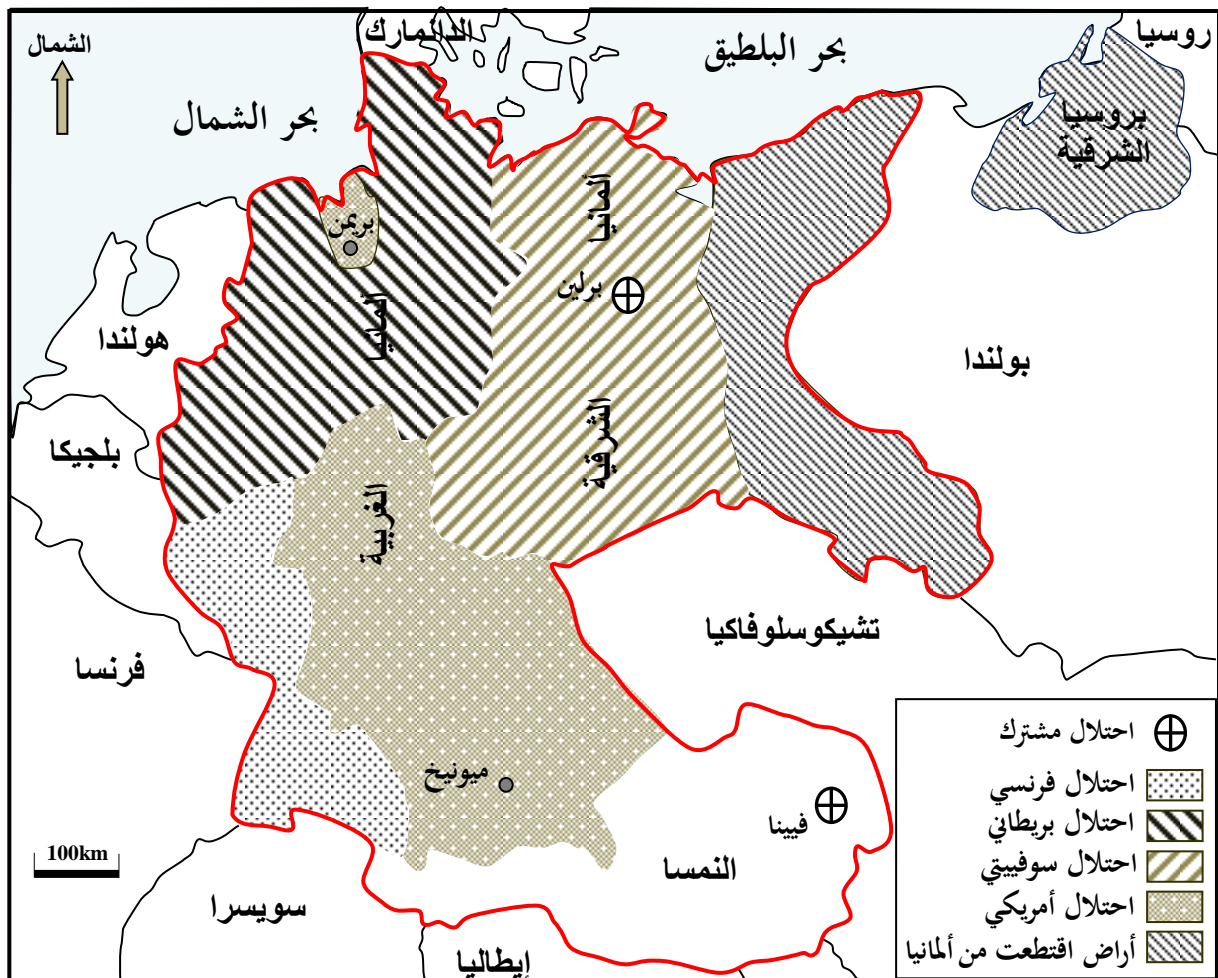 الدانمارك
روسيا
بحر البلطيق
الشمال
بحر الشمال
بروسيا
الشرقية
ألمانيا
بريمن
برلين
هولندا
ألمانيا
بولندا
بلجيكا
الشرقية
الغربية
تشيكوسلوفاكيا
فرنسا
ميونيخ
فيينا
النمسا
100km
سويسرا
إيطاليا
احتلال مشترك
احتلال فرنسي
احتلال بريطاني
احتلال سوفييتي
احتلال أمريكي
أراض اقتطعت من ألمانيا